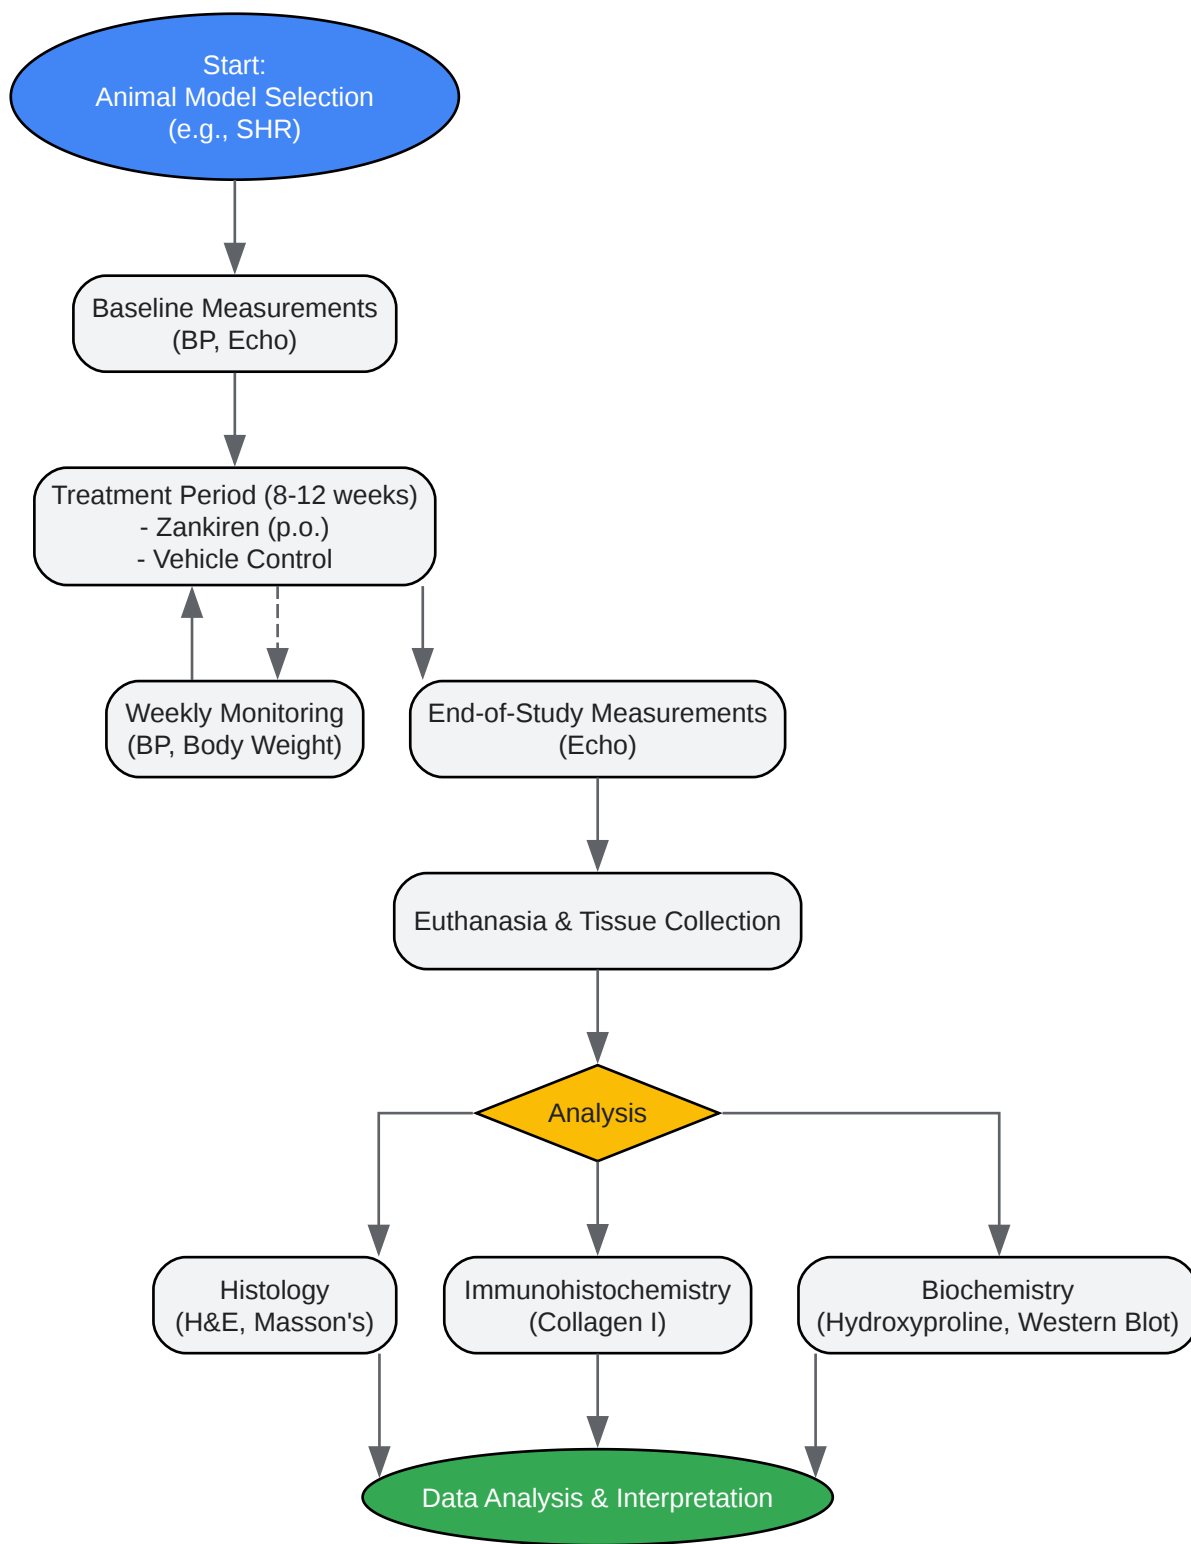 Start:
Animal Model Selection
(e.g., SHR)
Baseline Measurements
(BP, Echo)
Treatment Period (8-12 weeks)
- Zankiren (p.o.)
- Vehicle Control
Weekly Monitoring
(BP, Body Weight)
End-of-Study Measurements
(Echo)
Euthanasia & Tissue Collection
Analysis
Histology
(H&E, Masson's)
Immunohistochemistry
(Collagen I)
Biochemistry
(Hydroxyproline, Western Blot)
Data Analysis & Interpretation